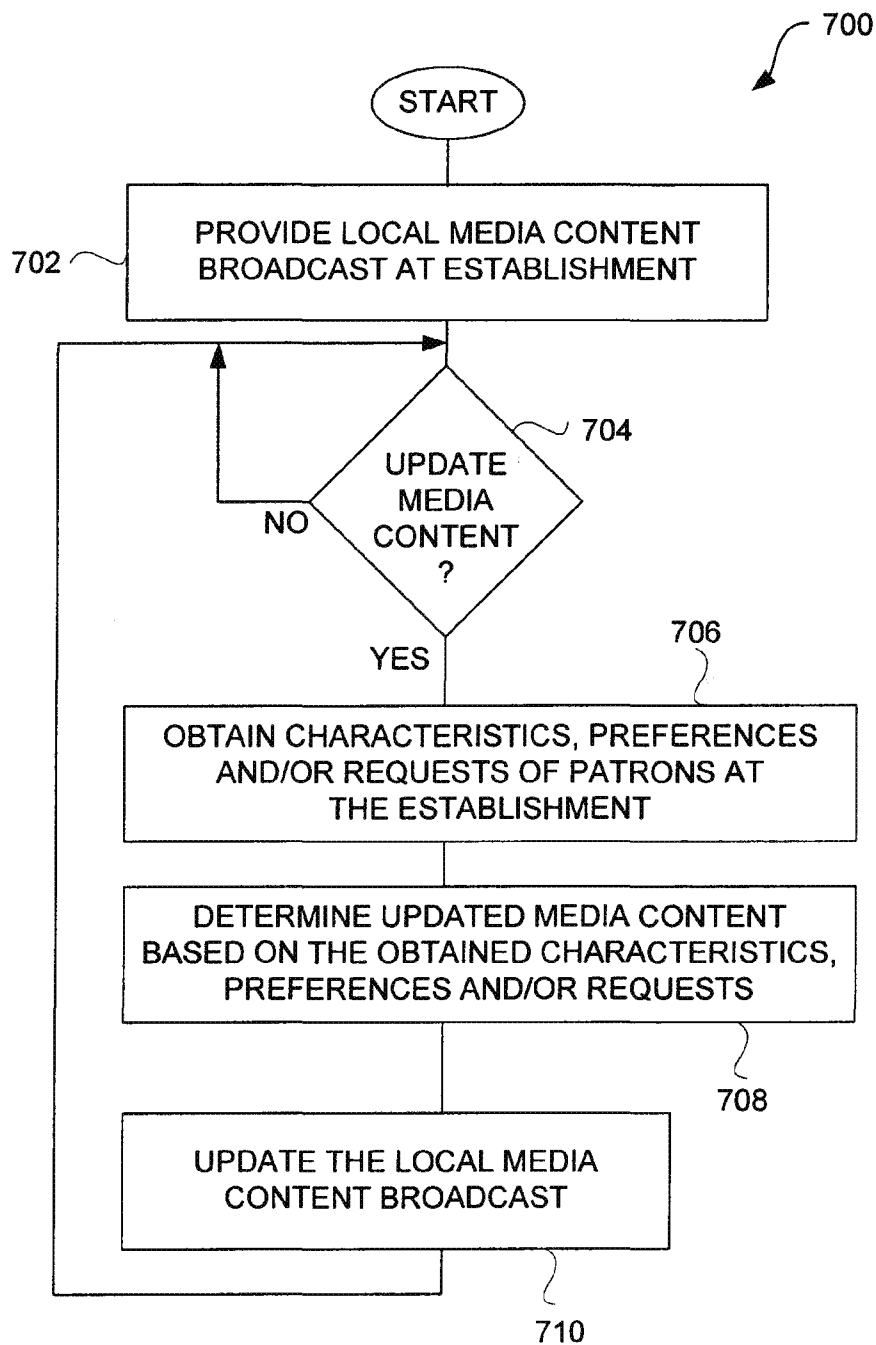 700
START
PROVIDE LOCAL MEDIA CONTENT
BROADCAST AT ESTABLISHMENT
702
704
UPDATE
MEDIA
CONTENT
?
NO
YES
706
OBTAIN CHARACTERISTICS, PREFERENCES
AND/OR REQUESTS OF PATRONS AT
THE ESTABLISHMENT
DETERMINE UPDATED MEDIA CONTENT
BASED ON THE OBTAINED CHARACTERISTICS,
PREFERENCES AND/OR REQUESTS
708
UPDATE THE LOCAL MEDIA
CONTENT BROADCAST
710